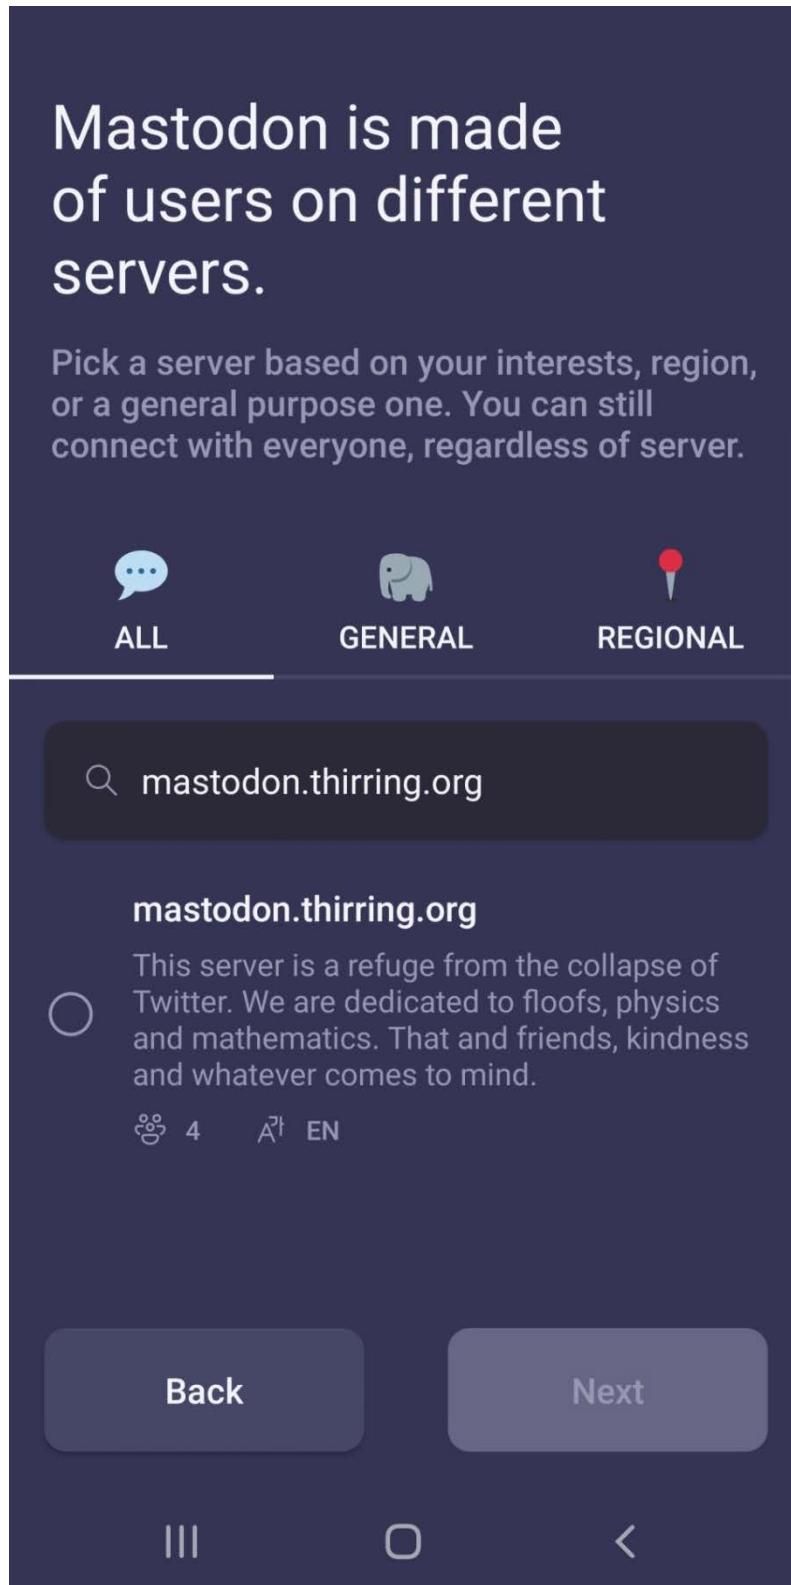 Mastodon is made
of users on different
servers.
Pick a server based on your interests, region,
or a general purpose one. You can still
connect with everyone, regardless of server.
ALL GENERAL REGIONAL
mastodon.thirring.org
mastodon.thirring.org
This server is a refuge from the collapse of
Twitter. We are dedicated to floofs, physics
and mathematics. That and friends, kindness
and whatever comes to mind.
4 EN
Back Next